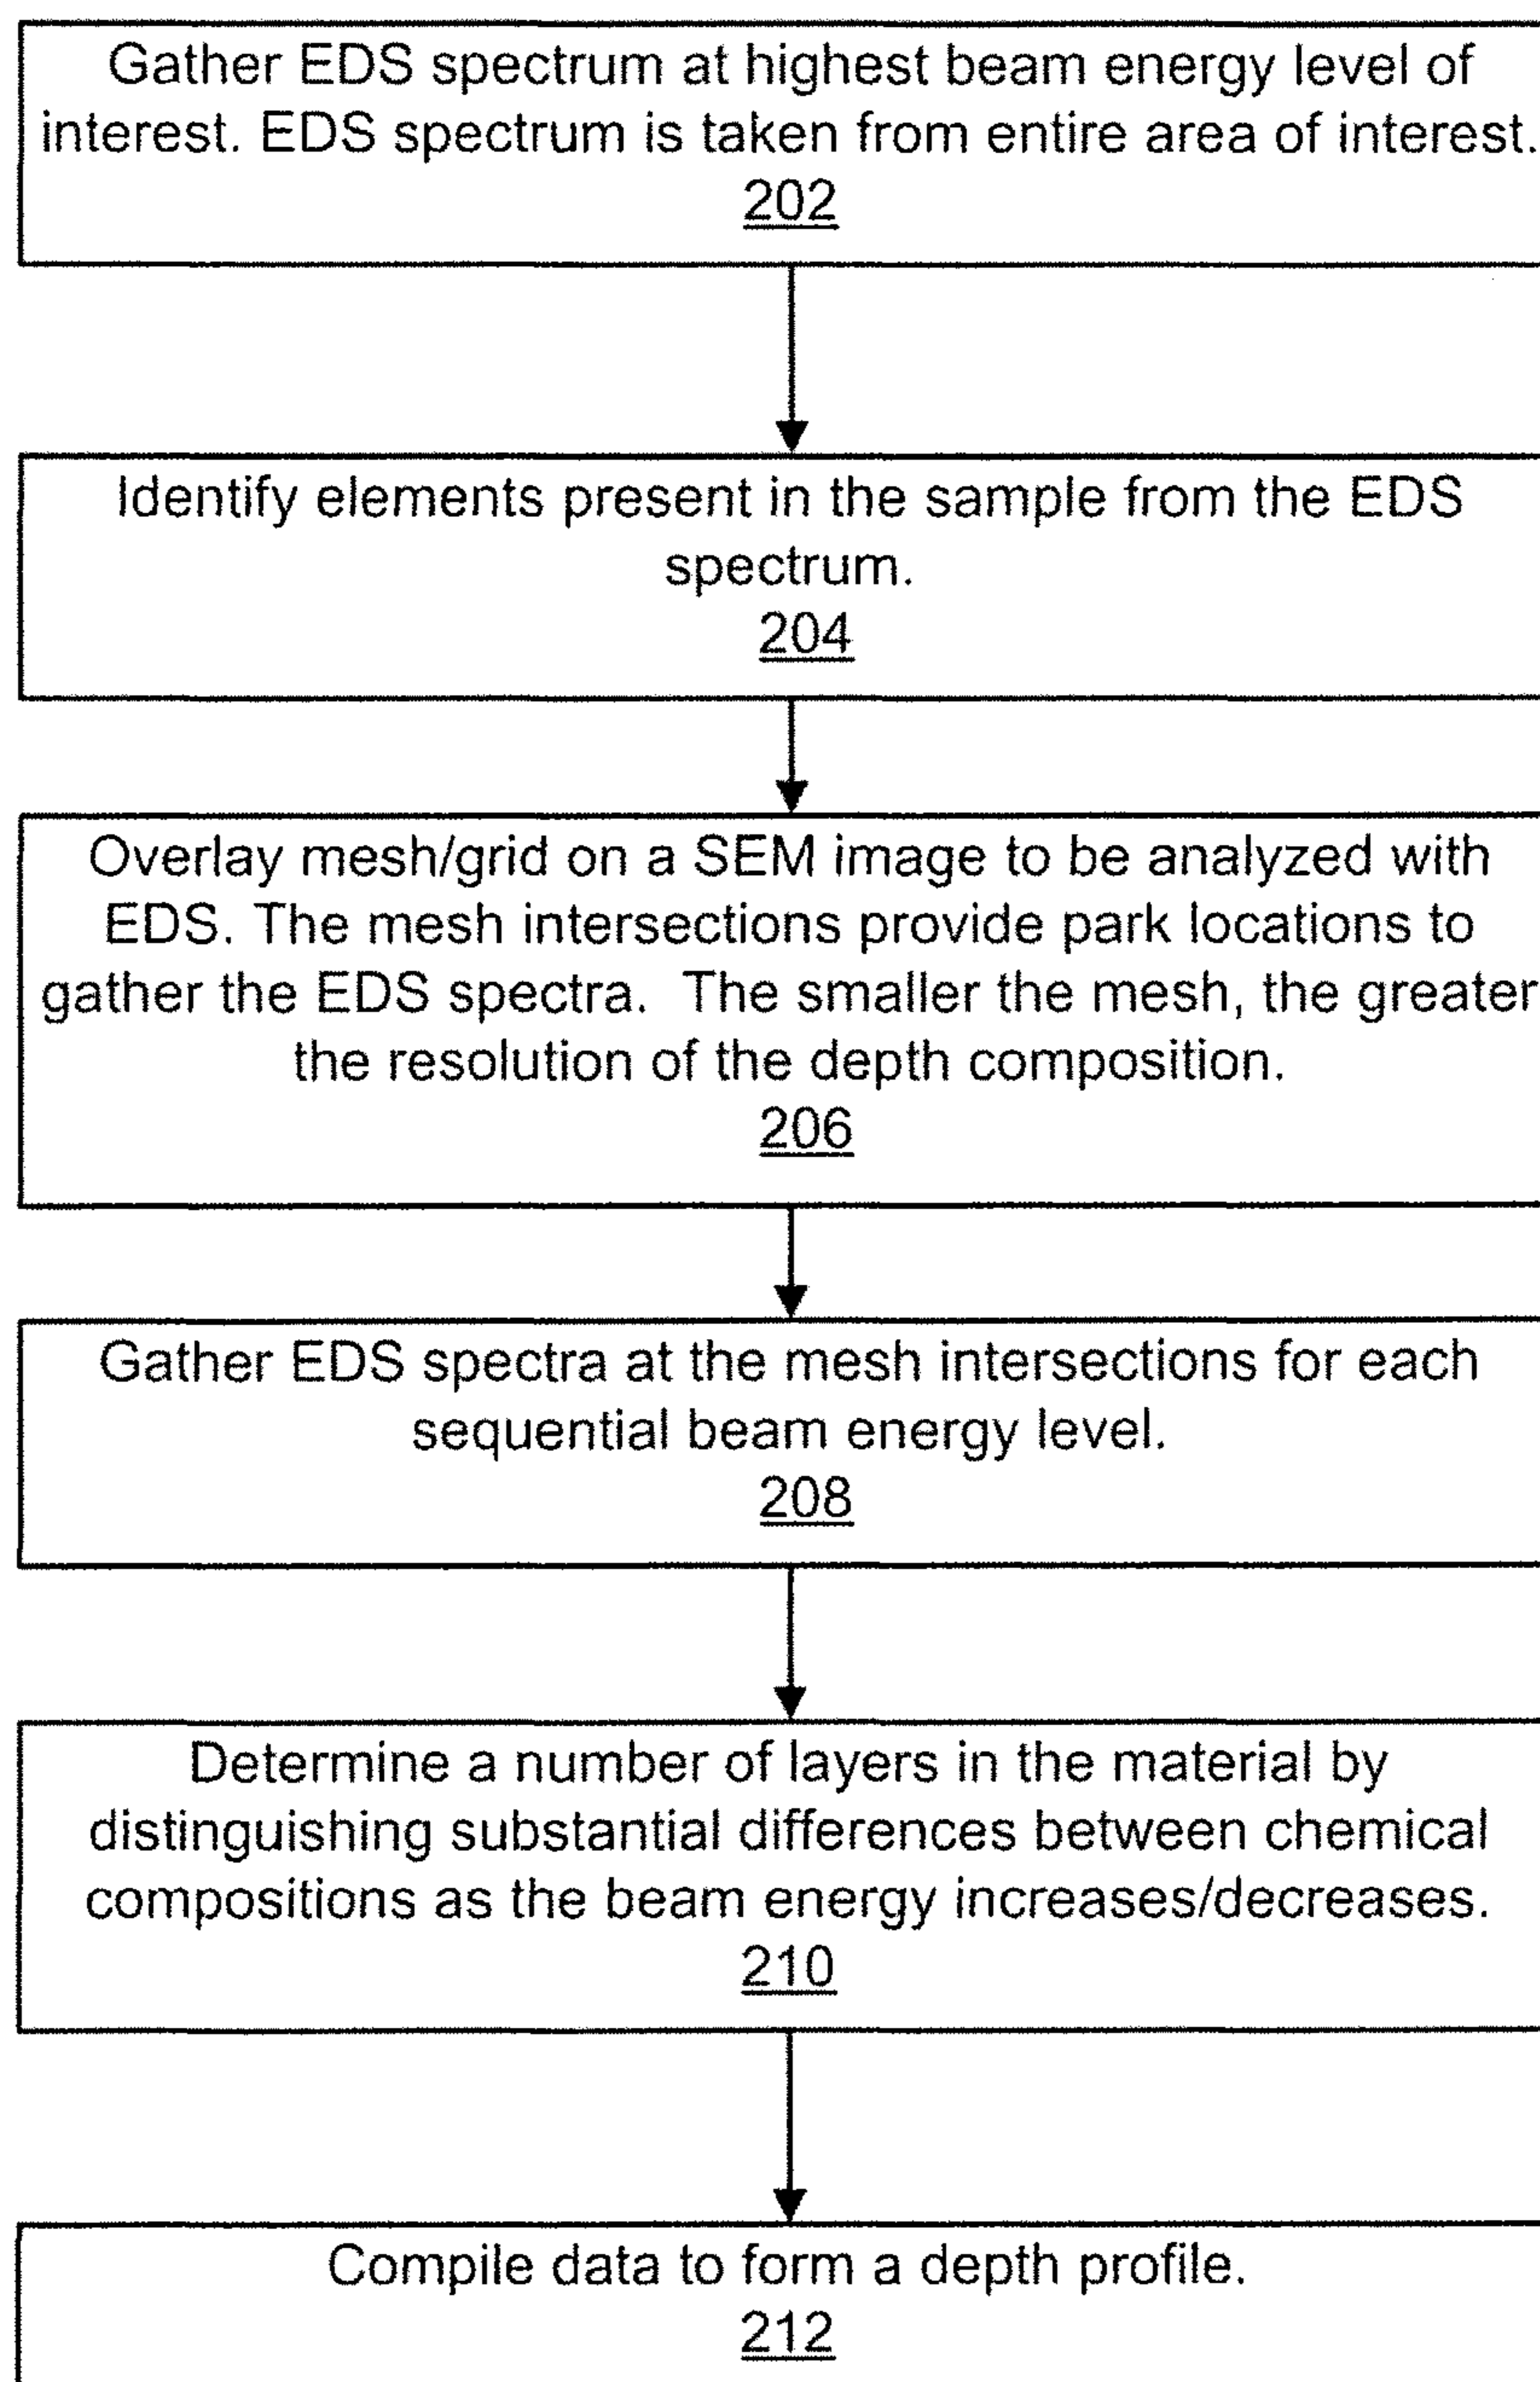 Gather EDS spectrum at highest beam energy level of
interest. EDS spectrum is taken from entire area of interest.
202
Identify elements present in the sample from the EDS
spectrum.
204
Overlay mesh/grid on a SEM image to be analyzed with
EDS. The mesh intersections provide park locations to
gather the EDS spectra. The smaller the mesh, the greater
the resolution of the depth composition.
206
Gather EDS spectra at the mesh intersections for each
sequential beam energy level.
208
Determine a number of layers in the material by
distinguishing substantial differences between chemical
compositions as the beam energy increases/decreases.
210
Compile data to form a depth profile.
212